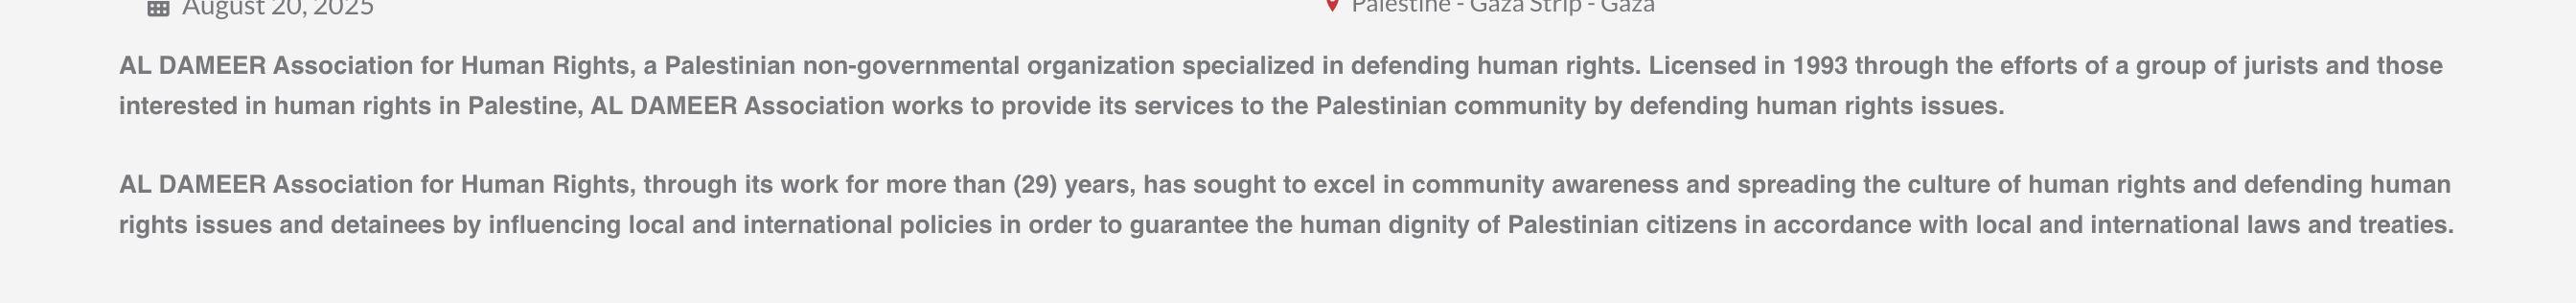 August 20, 2025
Palestine - Gaza Strip - Gaza
AL DAMEER Association for Human Rights, a Palestinian non-governmental organization specialized in defending human rights. Licensed in 1993 through the efforts of a group of jurists and those
interested in human rights in Palestine, AL DAMEER Association works to provide its services to the Palestinian community by defending human rights issues.
AL DAMEER Association for Human Rights, through its work for more than (29) years, has sought to excel in community awareness and spreading the culture of human rights and defending human
rights issues and detainees by influencing local and international policies in order to guarantee the human dignity of Palestinian citizens in accordance with local and international laws and treaties.